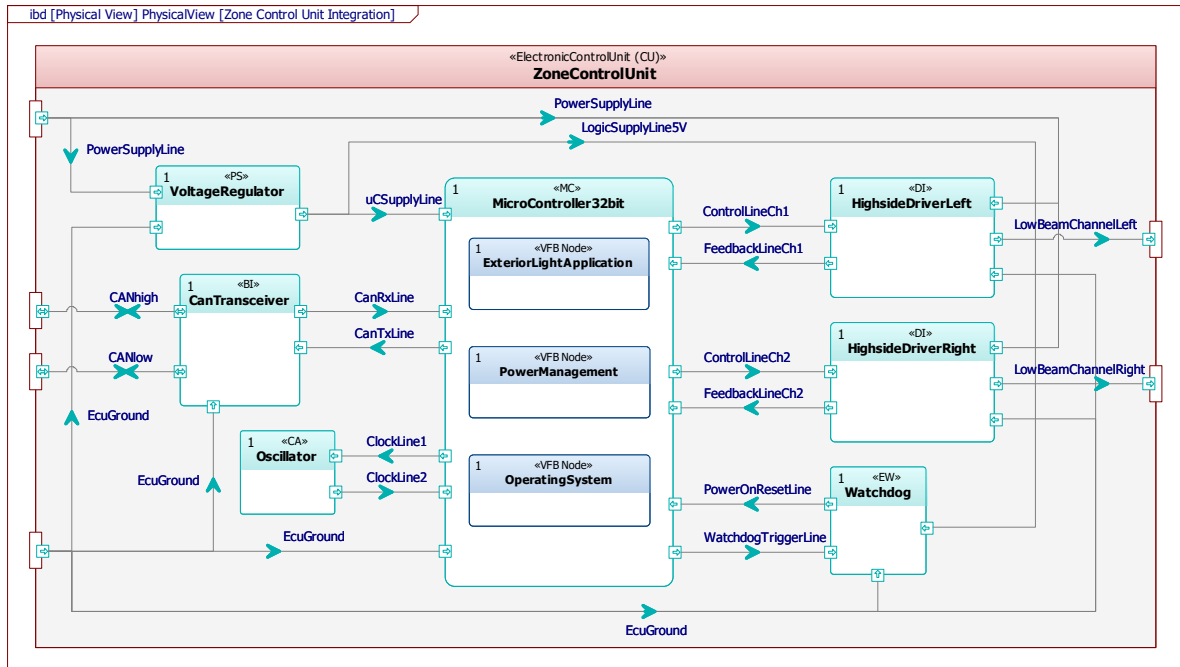 ibd [Physical View] PhysicalView [Zone Control Unit Integration]
«ElectronicControlUnit (CU)»
ZoneControlUnit
PowerSupplyLine
LogicSupplyLine5V
PowerSupplyLine
1 «PS»
VoltageRegulator
uCSupplyLine
1 «MC»
MicroController32bit
ControlLineCh1
FeedbackLineCh1
1 «DI»
HighsideDriverLeft
LowBeamChannelLeft
1 «VFB Node»
ExteriorLightApplication
CANhigh
1 «BI»
CanTransceiver
CanRxLine
CanTxLine
CANlow
1 «VFB Node»
PowerManagement
ControlLineCh2
FeedbackLineCh2
1 «DI»
HighsideDriverRight
LowBeamChannelRight
EcuGround
EcuGround
1 «CA»
Oscillator
ClockLine1
ClockLine2
1 «VFB Node»
OperatingSystem
PowerOnResetLine
WatchdogTriggerLine
1 «EW»
Watchdog
EcuGround
EcuGround